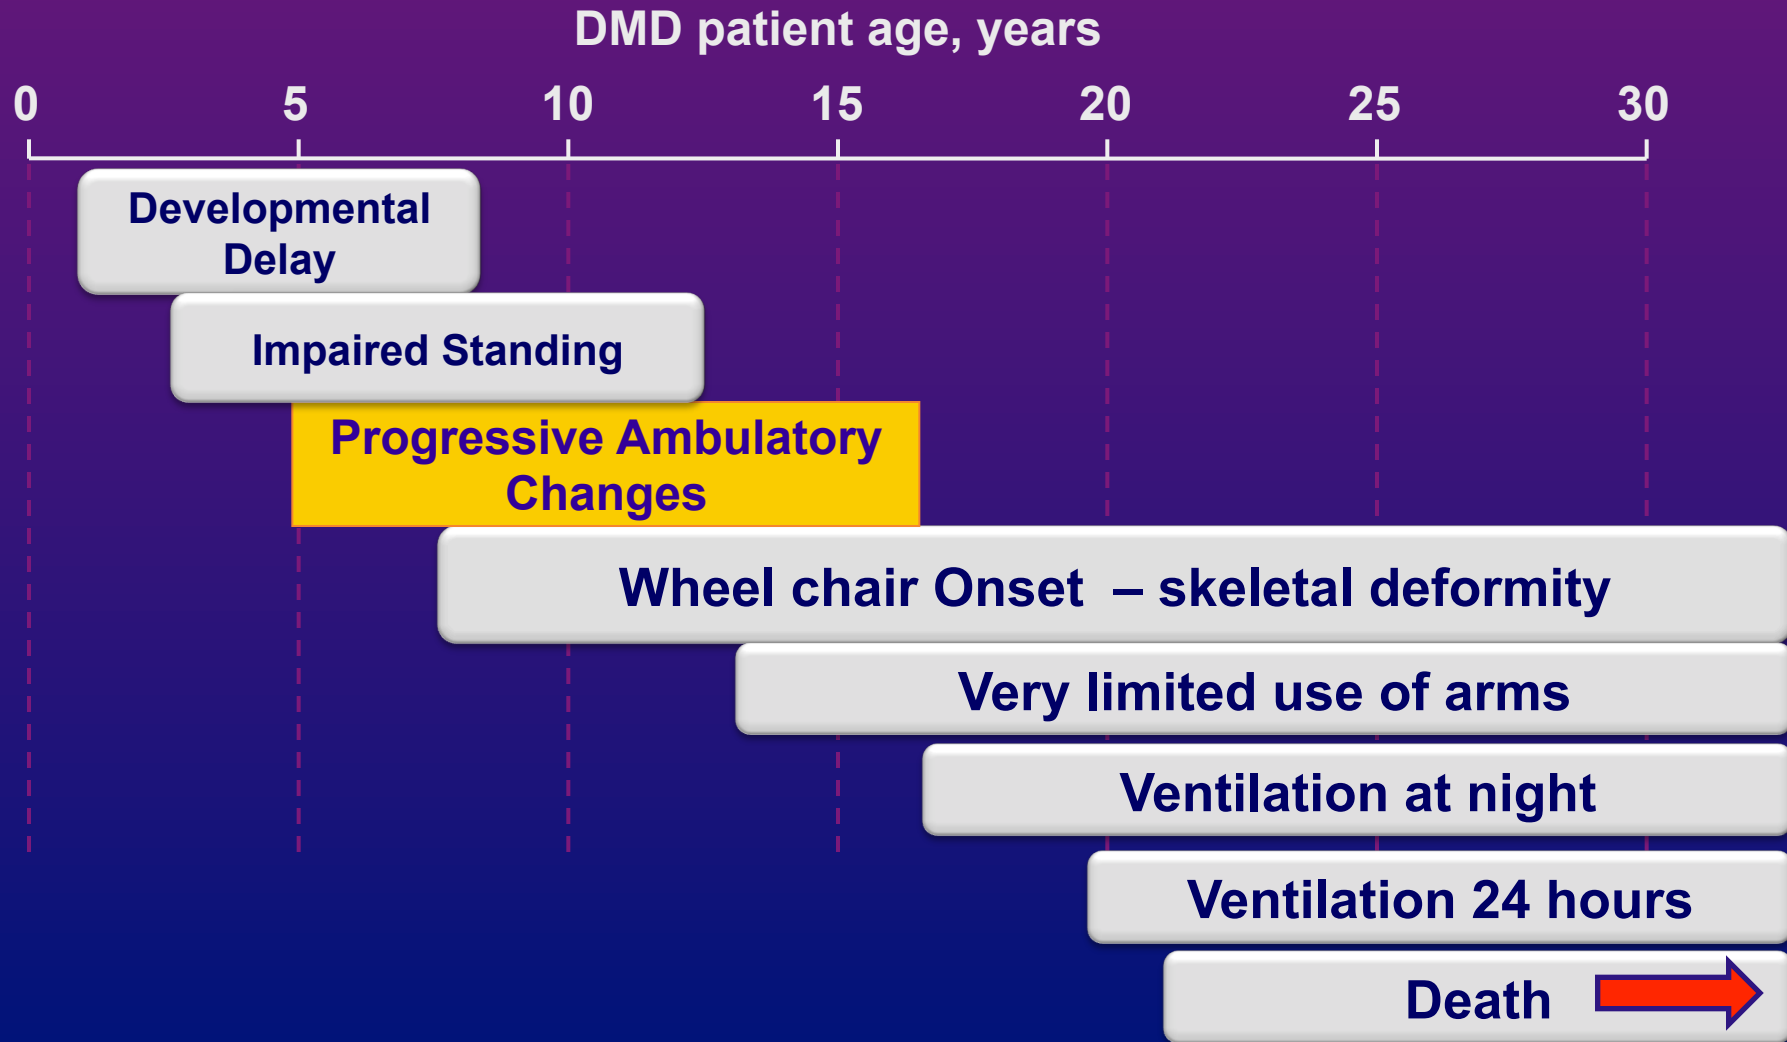 DMD patient age, years
0 5 10 15 20 25 30
Developmental
Delay
Impaired Standing
Progressive Ambulatory
Changes
Wheel chair Onset – skeletal deformity
Very limited use of arms
Ventilation at night
Ventilation 24 hours
Death